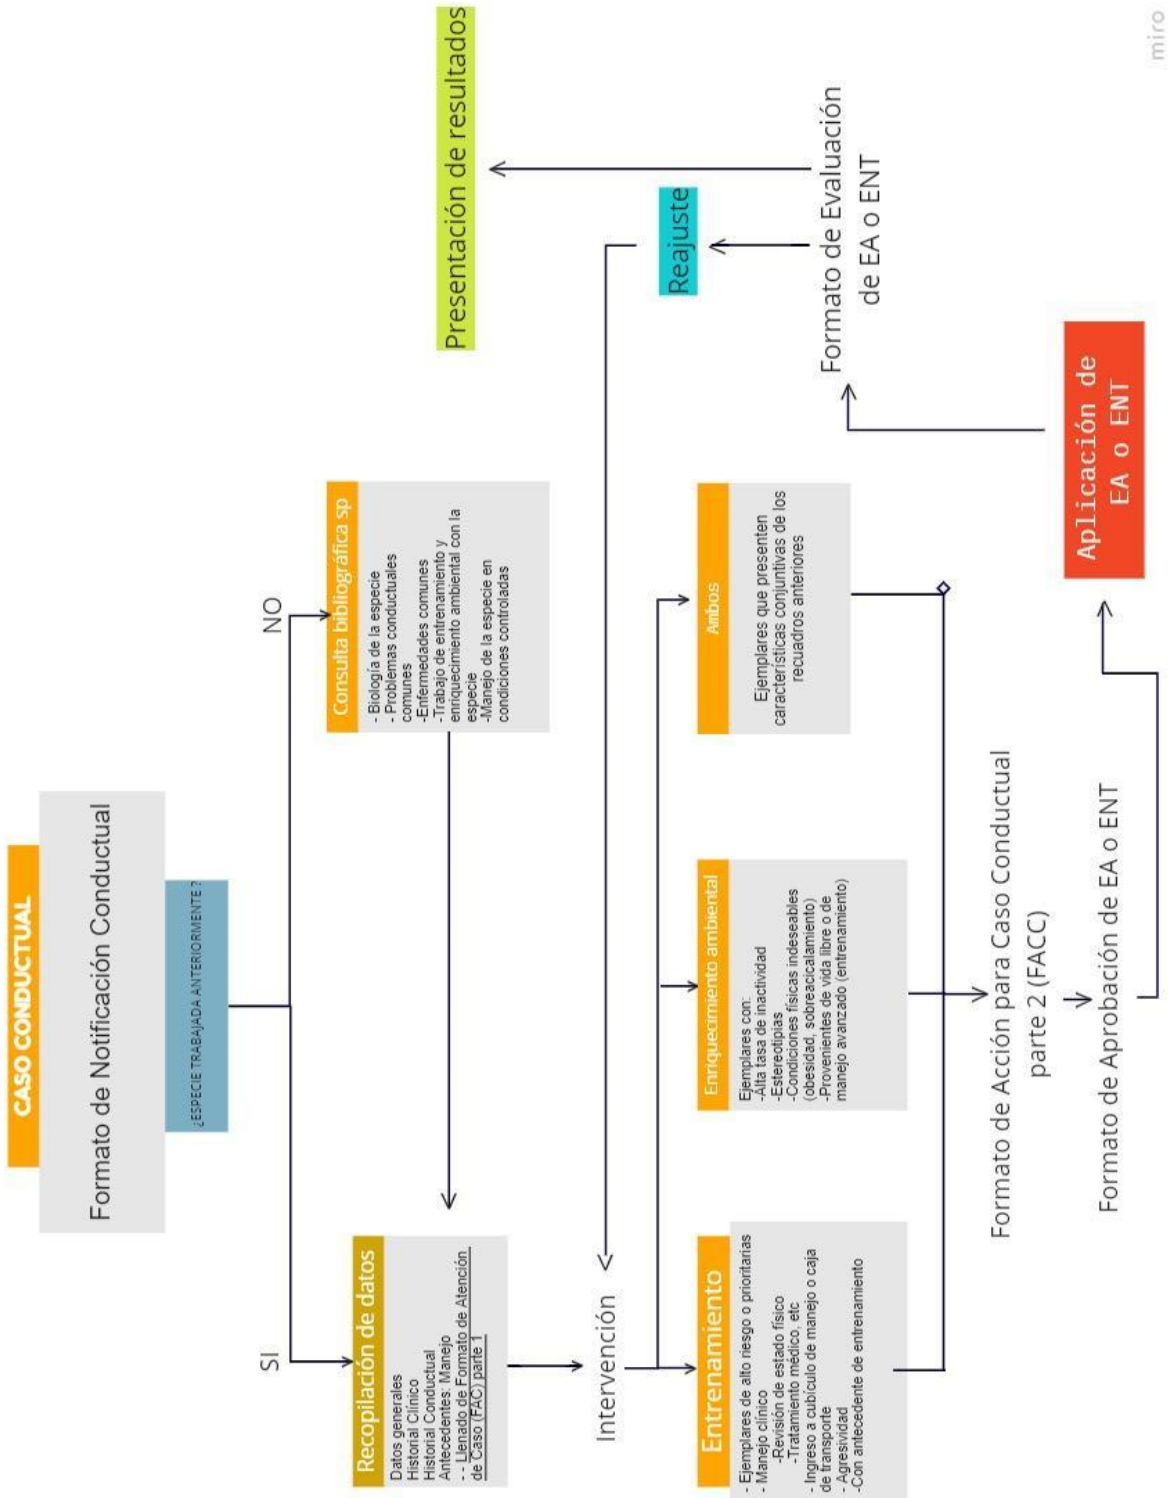 CASO CONDUCTUAL
Formato de Notificación Conductual
¿ESPECIE TRABAJADA ANTERIORMENTE ?
SI
NO
Recopilación de datos
Datos generales
Historial Clínico
Historial Conductual
Antecedentes: Manejo
- - Llenado de Formato de Atención
de Caso (FAC) parte 1
Consulta bibliográfica sp
- Biología de la especie
- Problemas conductuales
comunes
-Enfermedades comunes
-Trabajo de entrenamiento y
enriquecimiento ambiental con la
especie
-Manejo de la especie en
condiciones controladas
Presentación de resultados
Intervención
Reajuste
Entrenamiento
- Ejemplares de alto riesgo o prioritarias
- Manejo clínico
-Revisión de estado físico
-Tratamiento médico, etc
- Ingreso a cubículo de manejo o caja
de transporte
- Agresividad
-Con antecedente de entrenamiento
Enriquecimiento ambiental
Ejemplares con:
-Alta tasa de inactividad
-Estereotipias
-Condiciones físicas indeseables
(obesidad, sobreacicalamiento)
-Provenientes de vida libre o de
manejo avanzado (entrenamiento)
Ambos
Ejemplares que presenten
características conjuntivas de los
recuadros anteriores
Formato de Evaluación
de EA o ENT
Formato de Acción para Caso Conductual
parte 2 (FACC)
Formato de Aprobación de EA o ENT
Aplicación de
EA o ENT
miro